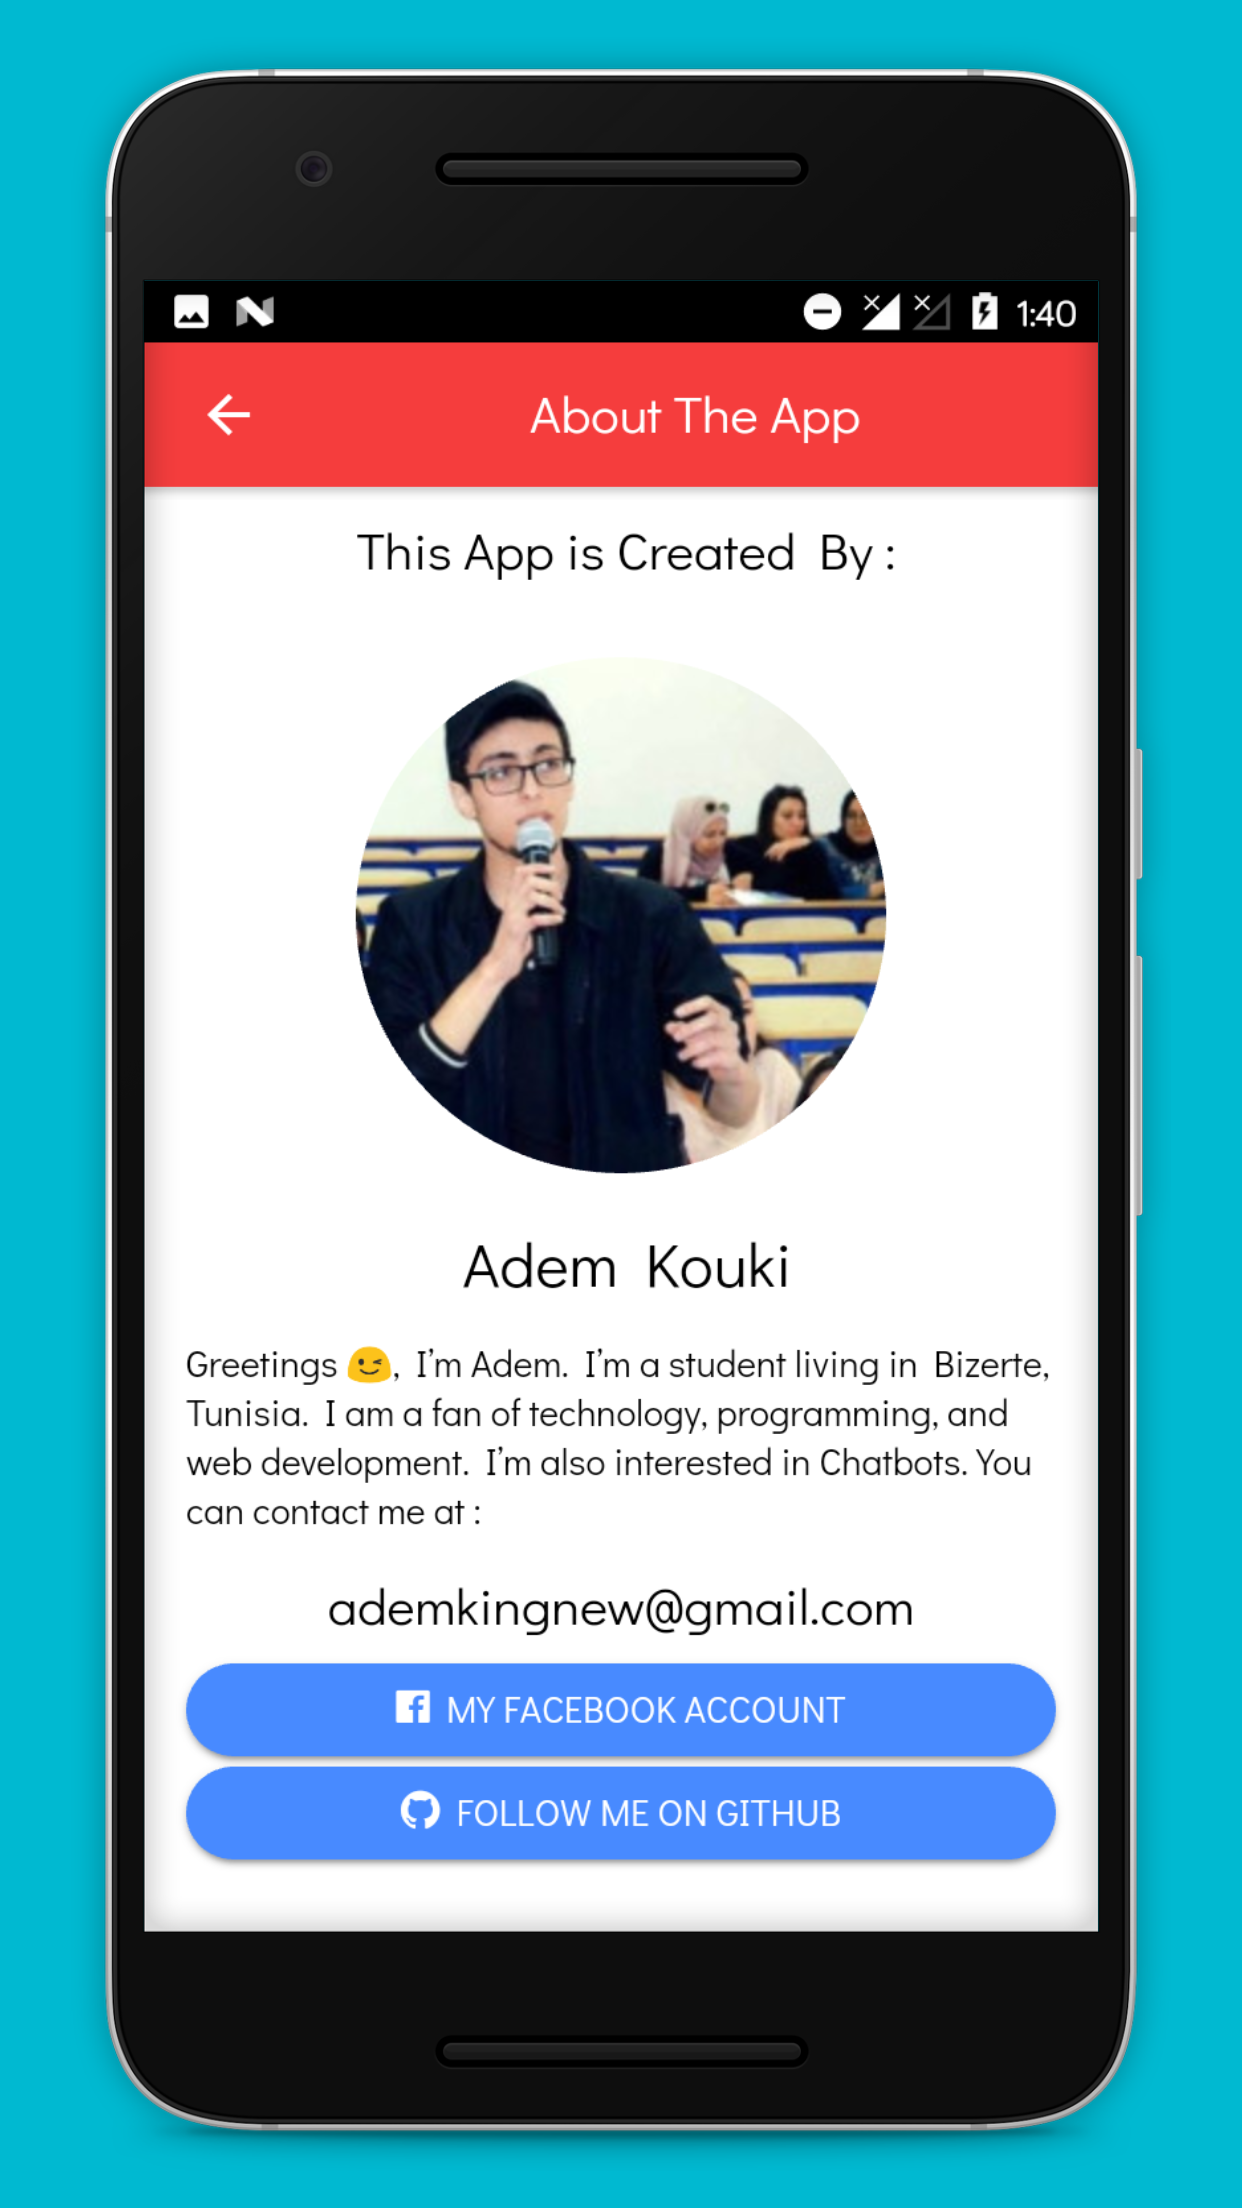 1:40
About The App
This App is Created By :
Adem Kouki
Greetings 😉, I'm Adem. I'm a student living in Bizerte,
Tunisia. I am a fan of technology, programming, and
web development. I'm also interested in Chatbots. You
can contact me at :
ademkingnew@gmail.com
MY FACEBOOK ACCOUNT
FOLLOW ME ON GITHUB